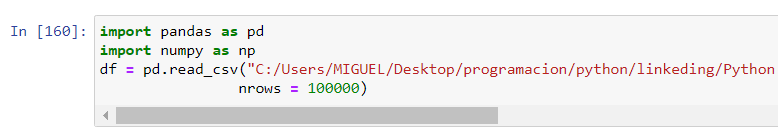 In [160]: import pandas as pd
import numpy as np
df = pd.read_csv("C:/Users/MIGUEL/Desktop/programacion/python/linkeding/Python
nrows = 100000)